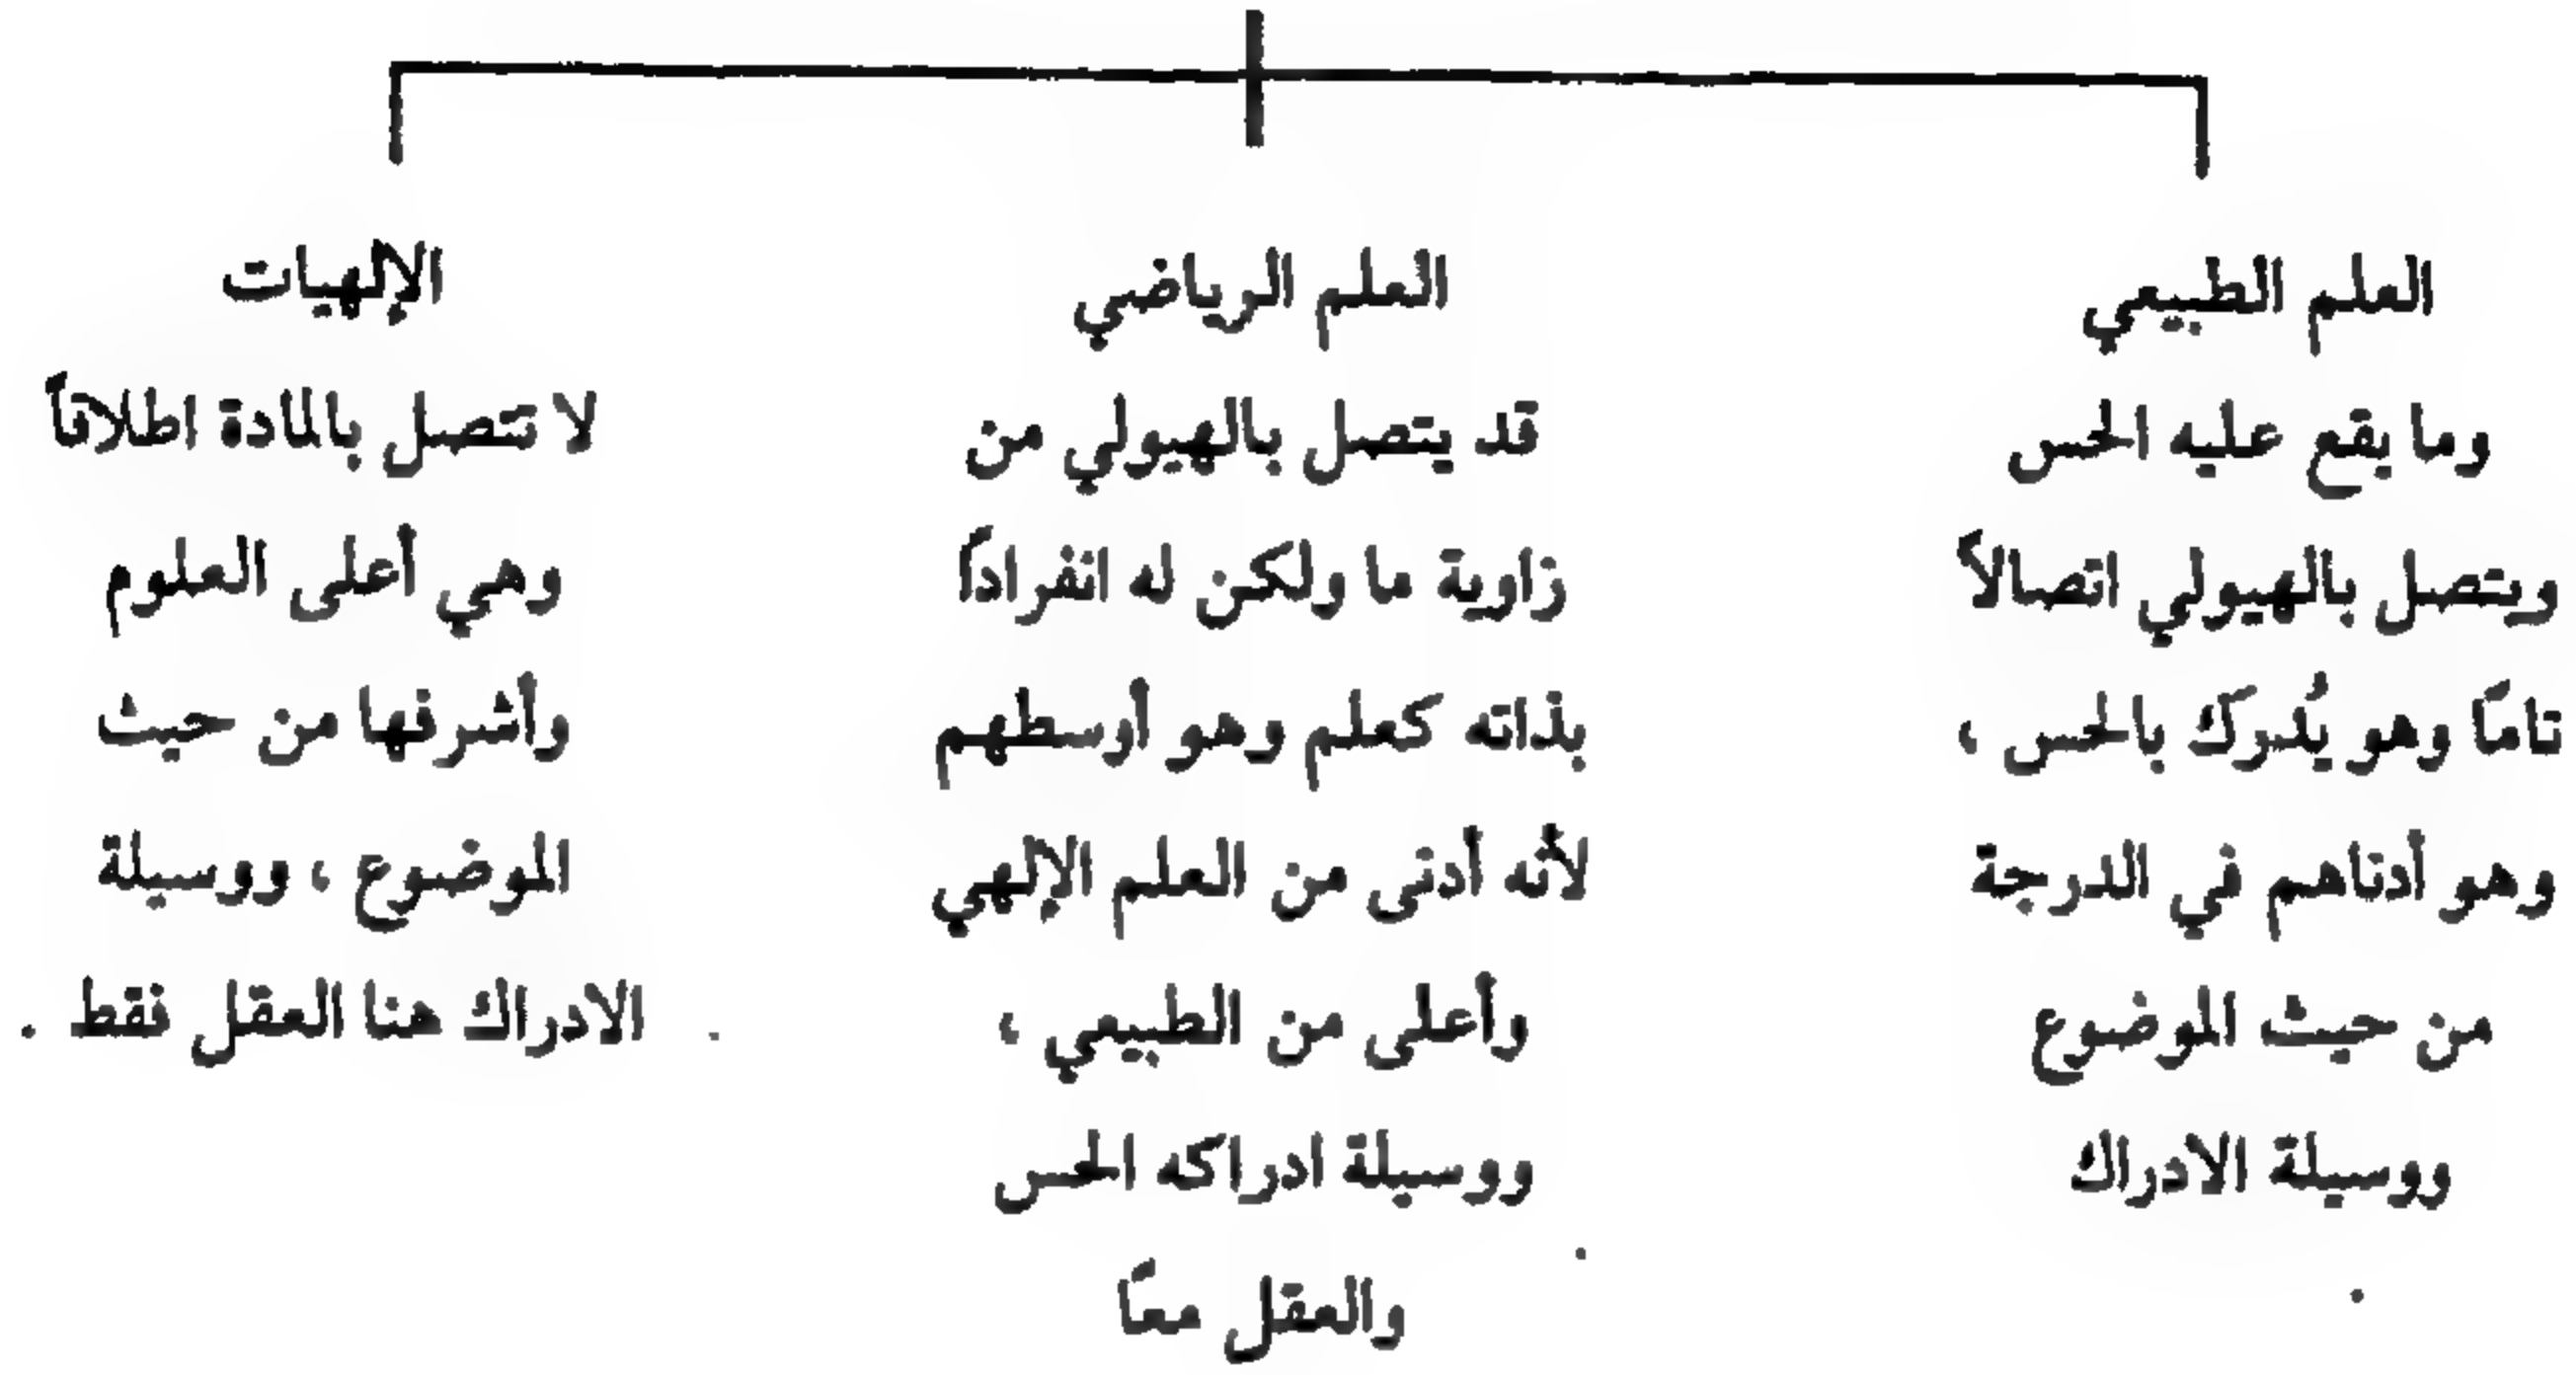 العلم الطبيعي
وما يقع عليه الحس
ويتصل بالهيولي اتصالاً
تامًا وهو يُدرك بالحس ،
وهو أدناهم في الدرجة
من حيث الموضوع
ووسيلة الادراك
العلم الرياضي
قد يتصل بالهيولي من
زاوية ما ولكن له انفرادًا
بذاته كعلم وهو أوسطهم
لأنه أدنى من العلم الإلهي
وأعلى من الطبيعي ،
ووسيلة ادراكه الحس
والعقل معًا
الإلهيات
لا تتصل بالمادة اطلاقاً
وهي أعلى العلوم
وأشرفها من حيث
الموضوع ، ووسيلة
الادراك هنا العقل فقط .